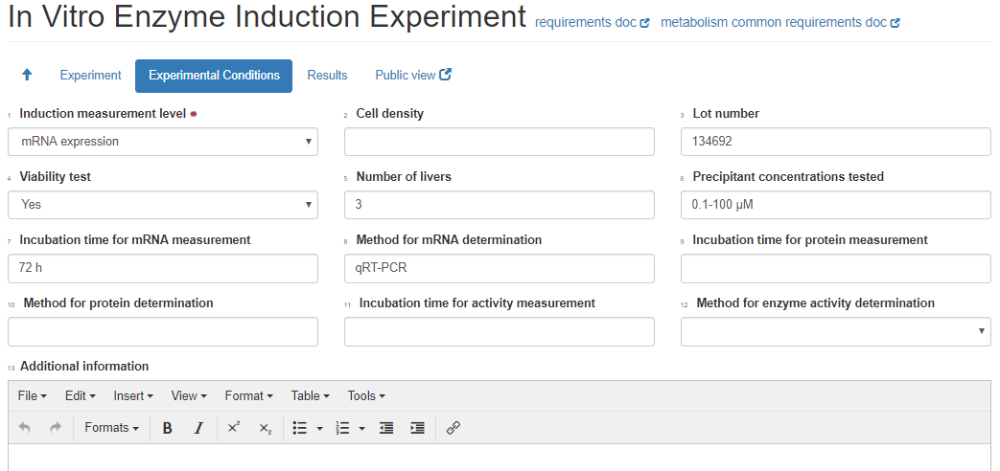 In Vitro Enzyme Induction Experiment requirements doc metabolism common requirements doc
Experiment Experimental Conditions Results Public view
1 Induction measurement level 2 Cell density 3 Lot number
mRNA expression 134692
4 Viability test 5 Number of livers 6 Precipitant concentrations tested
Yes 3 0.1-100 µM
7 Incubation time for mRNA measurement 8 Method for mRNA determination 9 Incubation time for protein measurement
72 h qRT-PCR
10 Method for protein determination 11 Incubation time for activity measurement 12 Method for enzyme activity determination
13 Additional information
File Edit Insert View Format Table Tools
Formats B I x² x₂